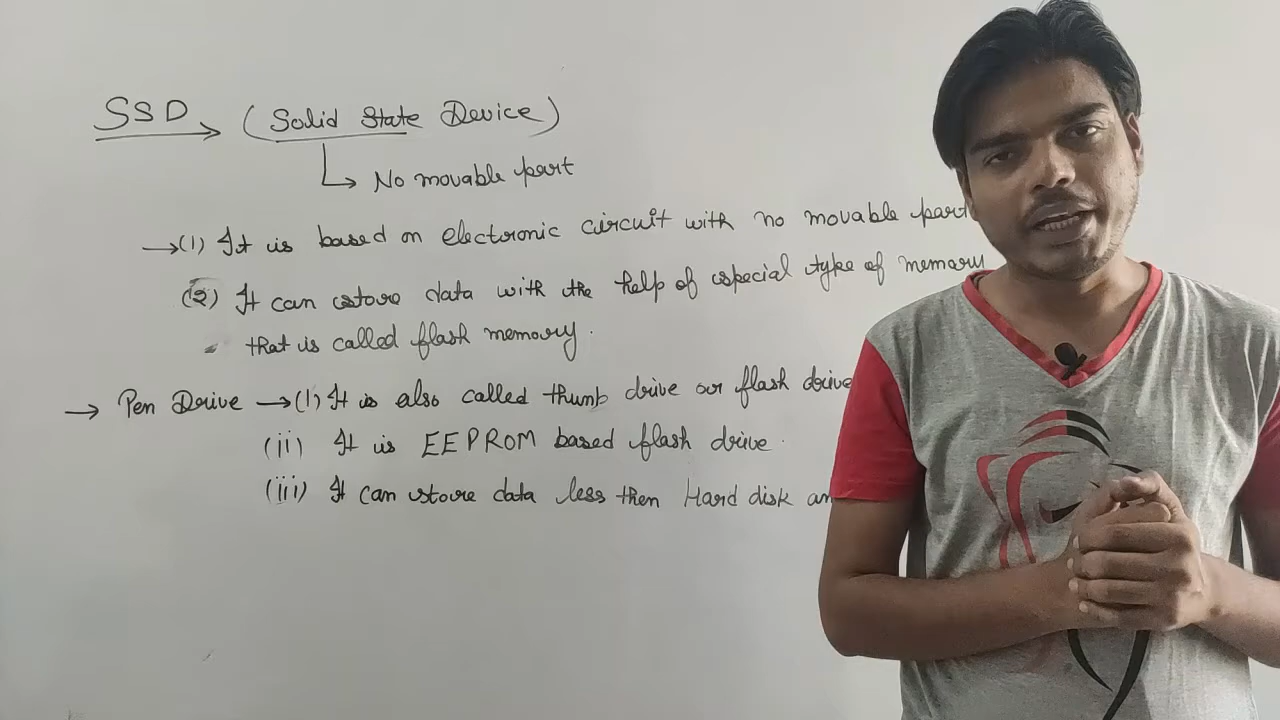 SSD → (Solid State Device)
↳ No movable part
→ (1) It is based on electronic circuit with no movable part
(2) It can store data with the help of special type of memory
that is called flash memory.
→ Pen Drive → (1) It is also called thumb drive or flash drive
(ii) It is EEPROM based flash drive.
(iii) It can store data less then Hard disk